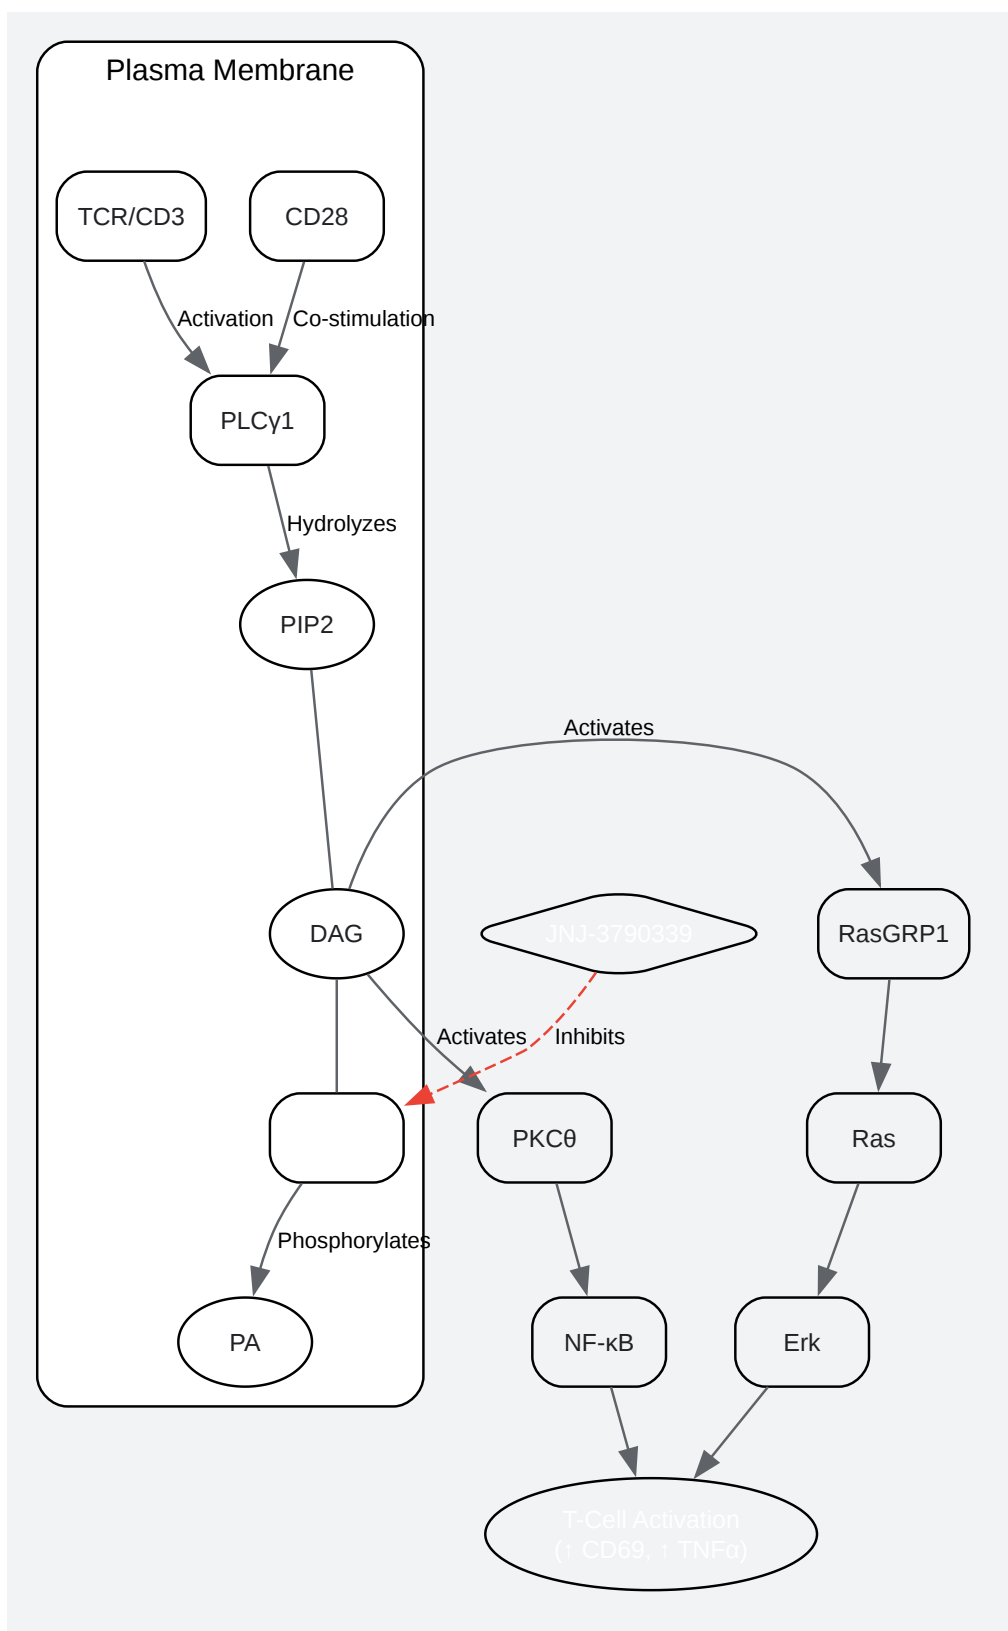 Plasma Membrane
TCR/CD3
CD28
Activation
Co-stimulation
PLCγ1
Hydrolyzes
PIP2
Activates
DAG
JNJ-3790339
RasGRP1
Activates
Inhibits
PKCθ
Ras
Phosphorylates
PA
NF-κB
Erk
T-Cell Activation
(↑ CD69, ↑ TNFα)